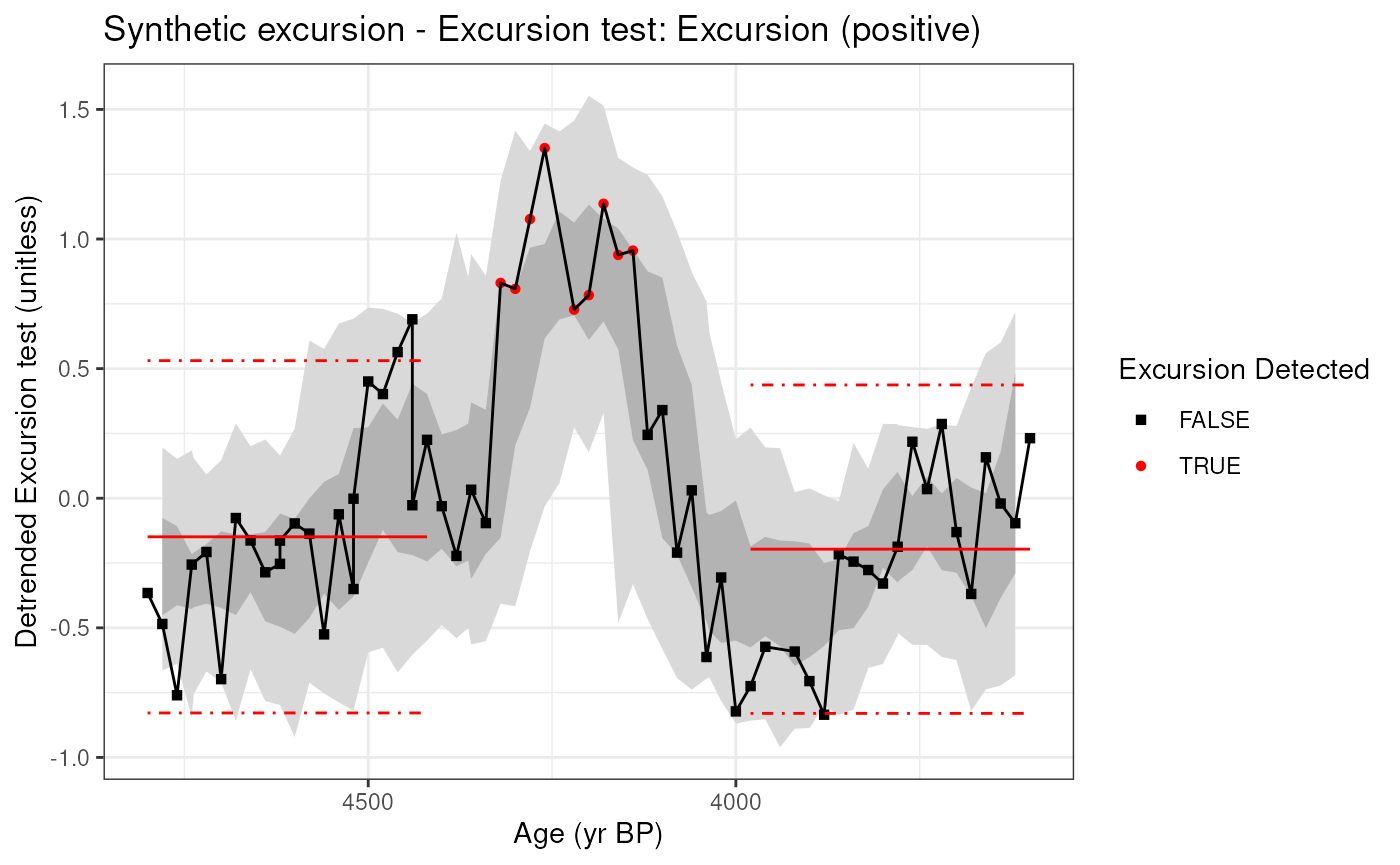 Synthetic excursion - Excursion test: Excursion (positive)
Detrended Excursion test (unitless)
1.5
1.0
0.5
0.0
-0.5
-1.0
4500
4000
Age (yr BP)
Excursion Detected
FALSE
TRUE